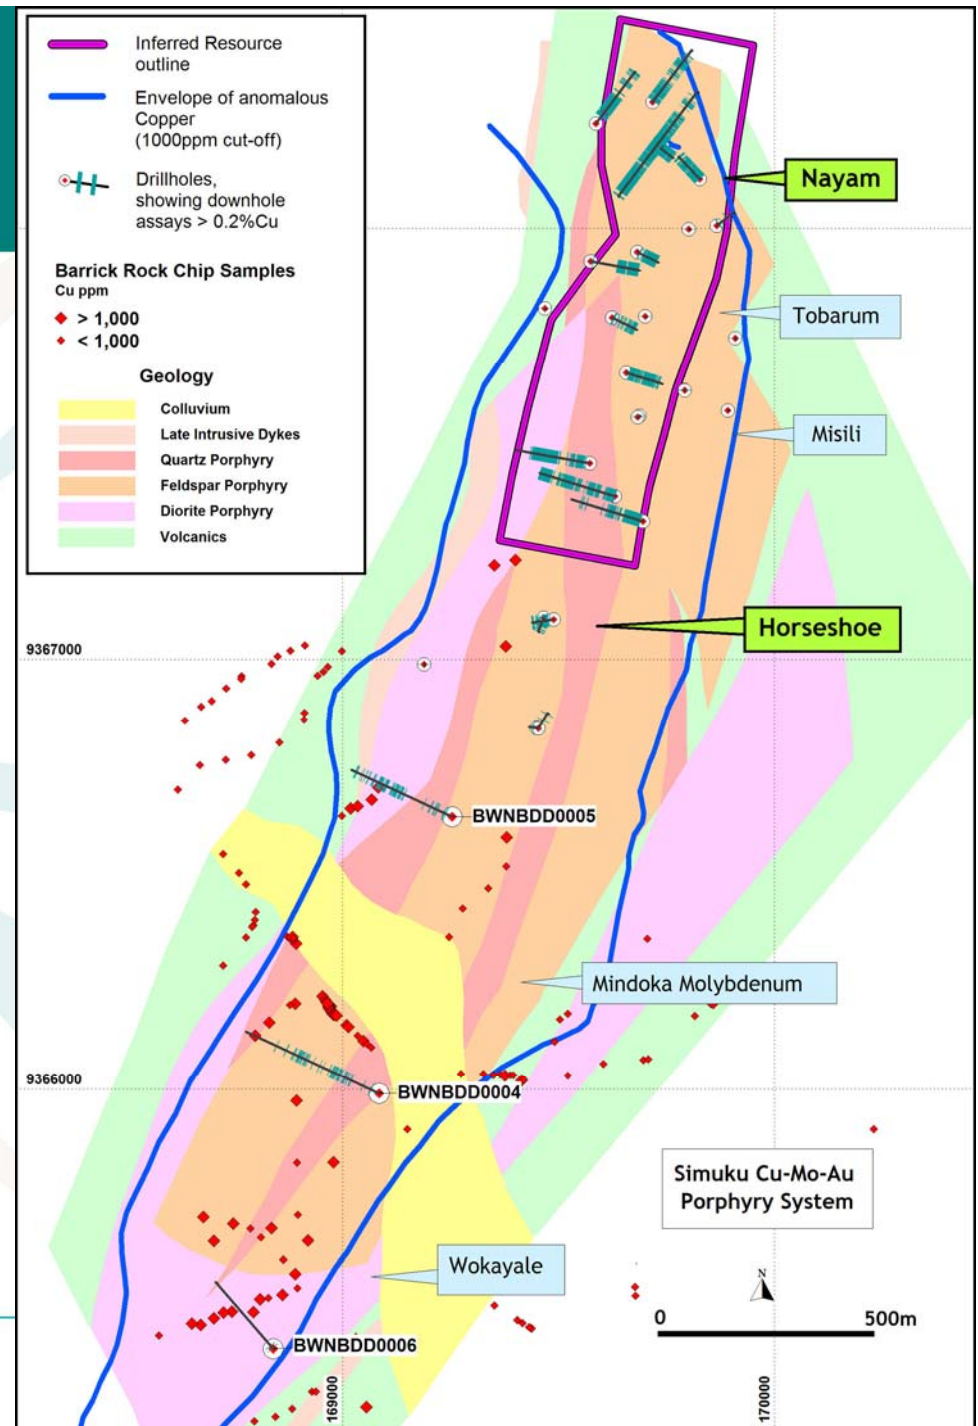 Inferred Resource
outline
Envelope of anomalous
Copper
(1000ppm cut-off)
Drillholes,
showing downhole
assays > 0.2%Cu
Barrick Rock Chip Samples
Cu ppm
> 1,000
< 1,000
Geology
Colluvium
Late Intrusive Dykes
Quartz Porphyry
Feldspar Porphyry
Diorite Porphyry
Volcanics
Nayam
Tobarum
Misili
Horseshoe
9367000
BWNBDD0005
Mindoka Molybdenum
9366000
BWNBDD0004
Simuku Cu-Mo-Au
Porphyry System
Wokayale
N
0 500m
BWNBDD0006
169000
170000